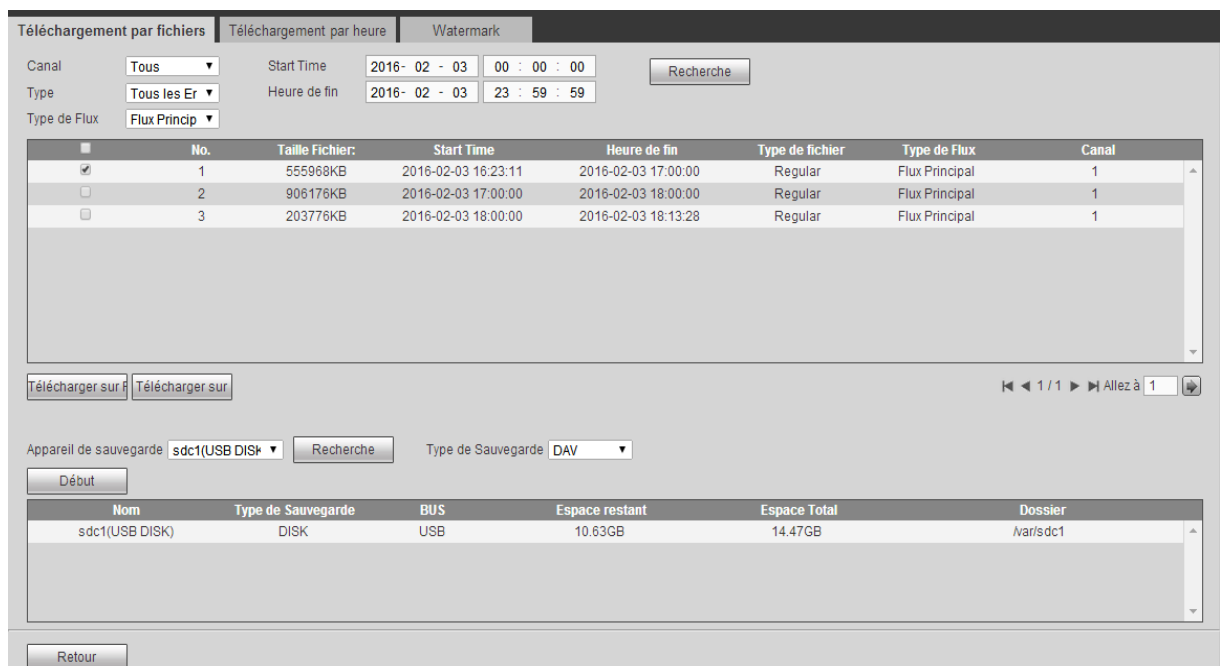 Téléchargement par fichiers Téléchargement par heure Watermark
Canal Tous Start Time 2016- 02 - 03 00 : 00 : 00 Recherche
Type Tous les Er Heure de fin 2016- 02 - 03 23 : 59 : 59
Type de Flux Flux Princip
No. Taille Fichier: Start Time Heure de fin Type de fichier Type de Flux Canal
1 555968KB 2016-02-03 16:23:11 2016-02-03 17:00:00 Regular Flux Principal 1
2 906176KB 2016-02-03 17:00:00 2016-02-03 18:00:00 Regular Flux Principal 1
3 203776KB 2016-02-03 18:00:00 2016-02-03 18:13:28 Regular Flux Principal 1
Télécharger sur Télécharger sur 1 / 1 Allez à 1
Appareil de sauvegarde sdc1(USB DISK Recherche Type de Sauvegarde DAV
Début
Nom Type de Sauvegarde BUS Espace restant Espace Total Dossier
sdc1(USB DISK) DISK USB 10.63GB 14.47GB /var/sdc1
Retour